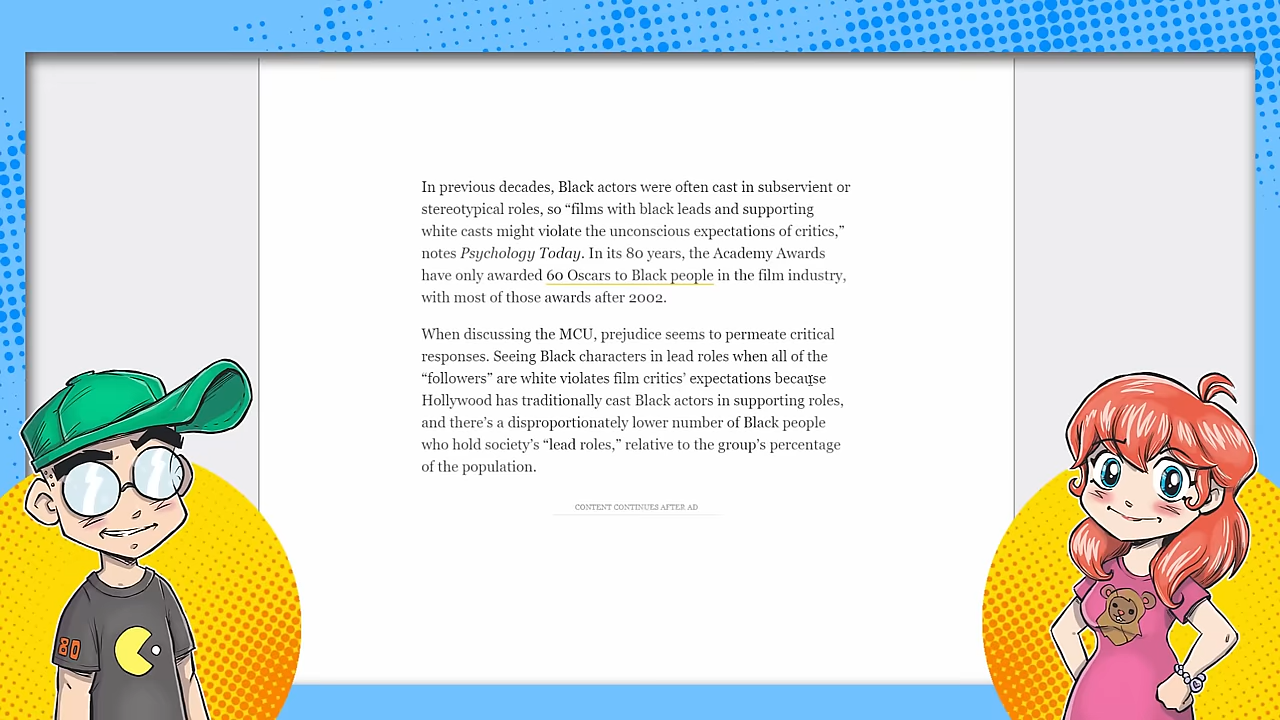 In previous decades, Black actors were often cast in subservient or
stereotypical roles, so “films with black leads and supporting
white casts might violate the unconscious expectations of critics,”
notes Psychology Today. In its 80 years, the Academy Awards
have only awarded 60 Oscars to Black people in the film industry,
with most of those awards after 2002.
When discussing the MCU, prejudice seems to permeate critical
responses. Seeing Black characters in lead roles when all of the
“followers” are white violates film critics’ expectations because
Hollywood has traditionally cast Black actors in supporting roles,
and there’s a disproportionately lower number of Black people
who hold society’s “lead roles,” relative to the group’s percentage
of the population.
CONTENT CONTINUES AFTER AD
80